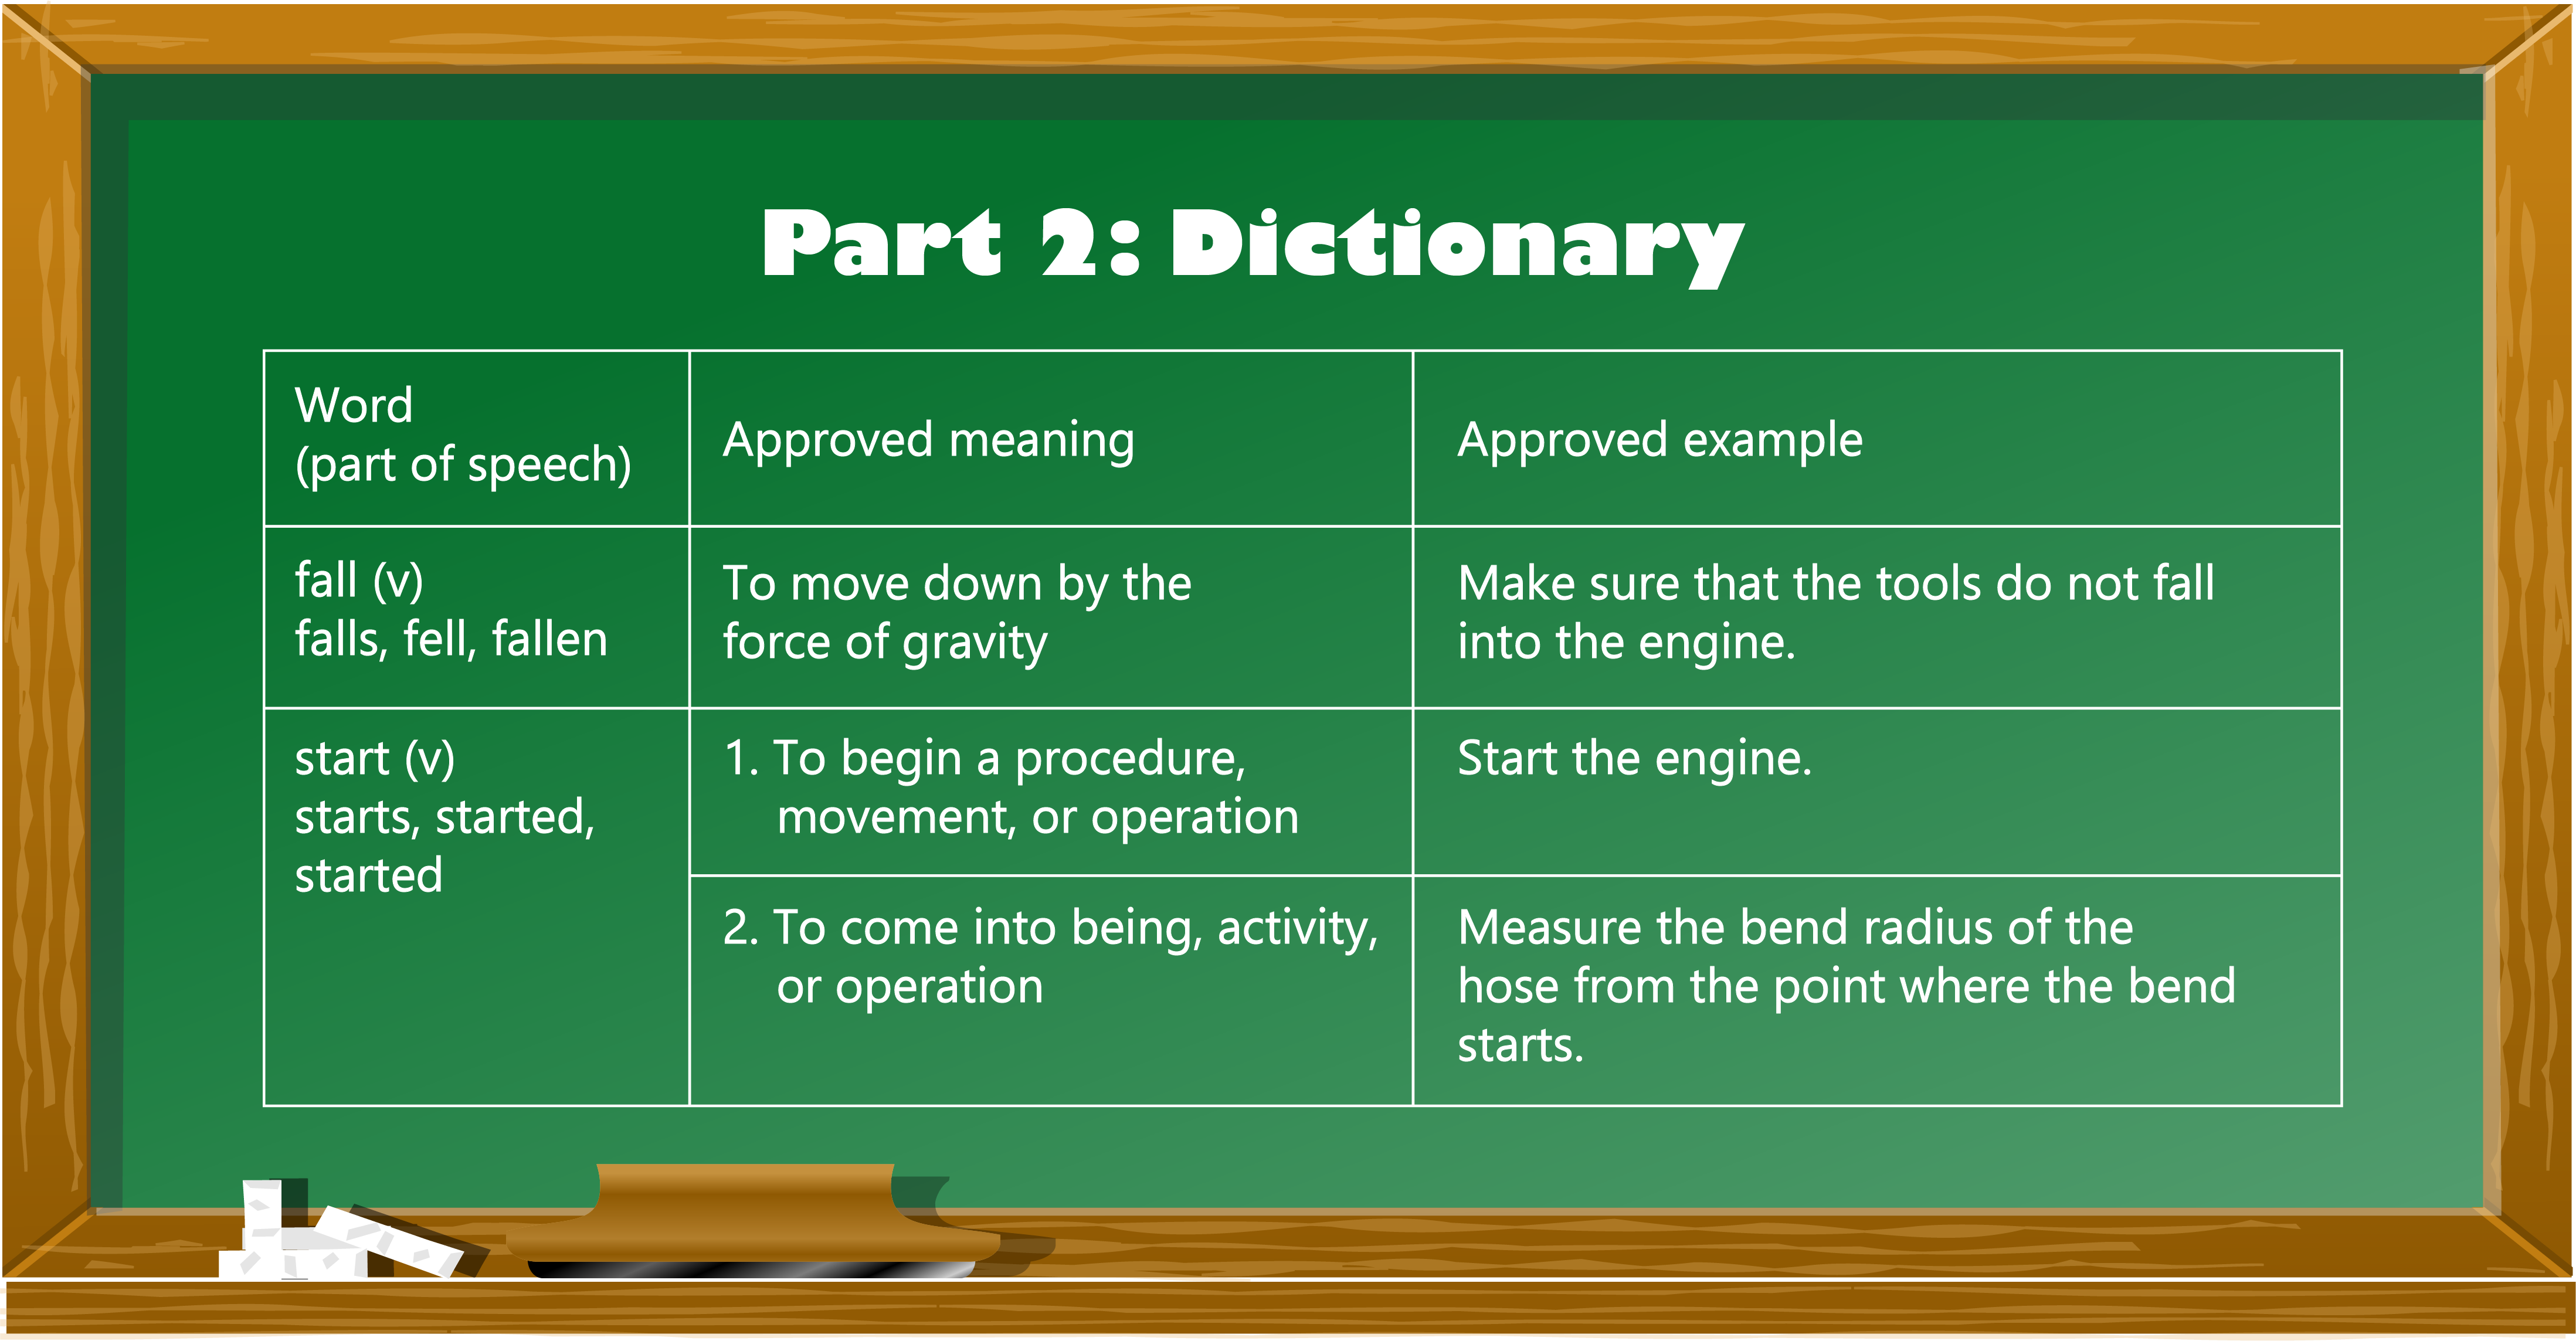 Part 2: Dictionary
Word
(part of speech)
Approved meaning
Approved example
fall (v)
falls, fell, fallen
To move down by the
force of gravity
Make sure that the tools do not fall
into the engine.
start (v)
starts, started,
started
1. To begin a procedure,
movement, or operation
Start the engine.
2. To come into being, activity,
or operation
Measure the bend radius of the
hose from the point where the bend
starts.